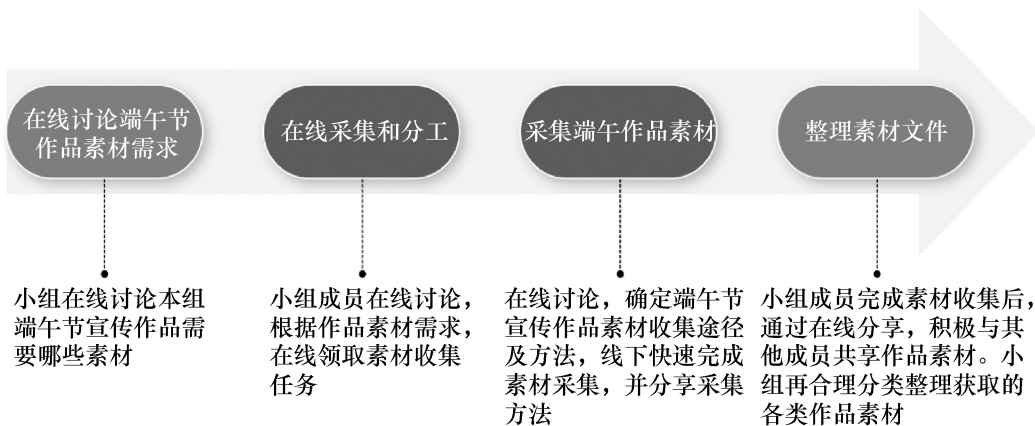 在线讨论端午节
作品素材需求
在线采集和分工
采集端午作品素材
整理素材文件
小组在线讨论本组
端午节宣传作品需
要哪些素材
小组成员在线讨论，
根据作品素材需求，
在线领取素材收集
任务
在线讨论，确定端午节
宣传作品素材收集途径
及方法，线下快速完成
素材采集，并分享采集
方法
小组成员完成素材收集后，
通过在线分享，积极与其
他成员共享作品素材。小
组再合理分类整理获取的
各类作品素材